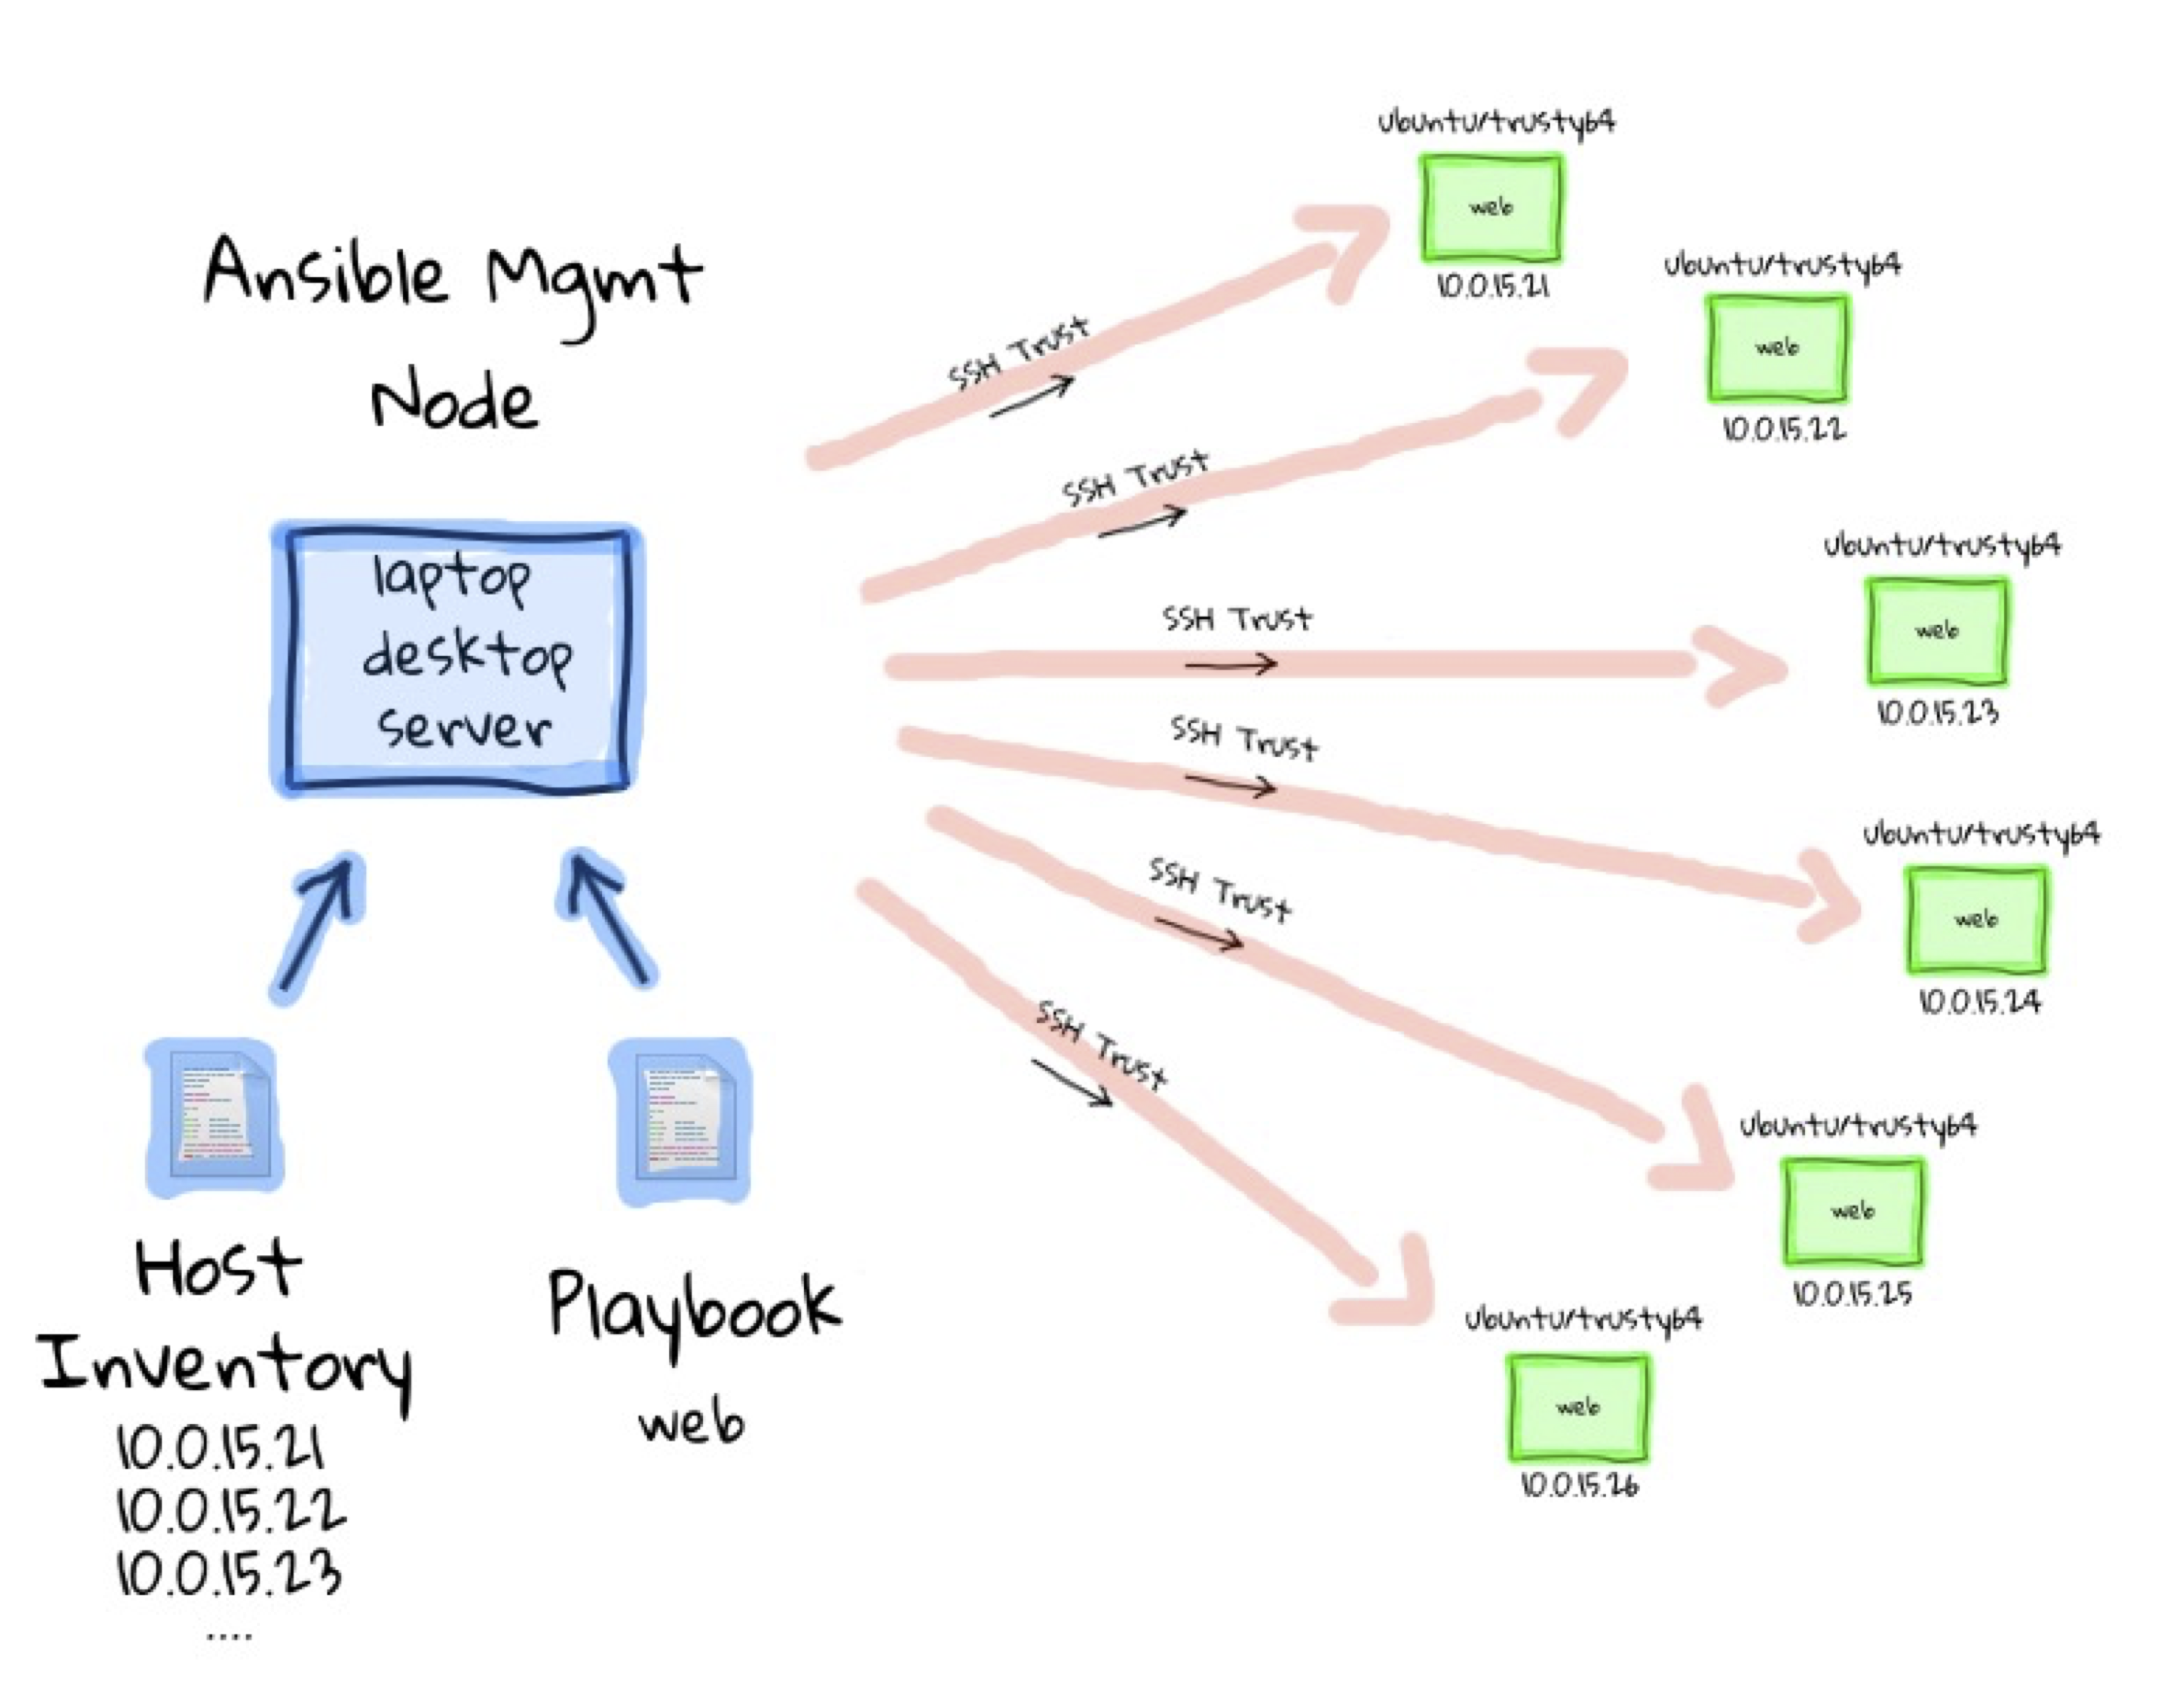 Ansible Mgmt
Node
laptop
desktop
server
Host
Inventory
10.0.15.21
10.0.15.22
10.0.15.23
....
Playbook
web
SSH Trust
SSH Trust
SSH Trust
SSH Trust
SSH Trust
SSH Trust
ubuntu/trusty64
web
10.0.15.21
ubuntu/trusty64
web
10.0.15.22
ubuntu/trusty64
web
10.0.15.23
ubuntu/trusty64
web
10.0.15.24
ubuntu/trusty64
web
10.0.15.25
ubuntu/trusty64
web
10.0.15.26